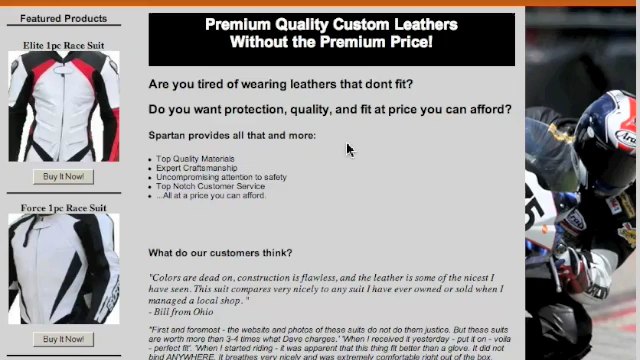 Featured Products
Elite 1pc Race Suit
Buy It Now!
Force 1pc Race Suit
Buy It Now!
Premium Quality Custom Leathers
Without the Premium Price!
Are you tired of wearing leathers that dont fit?
Do you want protection, quality, and fit at price you can afford?
Spartan provides all that and more:
Top Quality Materials
Expert Craftsmanship
Uncompromising attention to safety
Top Notch Customer Service
...All at a price you can afford.
What do our customers think?
"Colors are dead on, construction is flawless, and the leather is some of the nicest I
have seen. This suit compares very nicely to any suit I have ever owned or sold when I
managed a local shop. "
- Bill from Ohio
"First and foremost - the website and photos of these suits do not do them justice. But these suits
are worth more than 3-4 times what Dave charges.' 'When I received it yesterday - put it on - voila
- perfect fit'. 'When I started riding - it was apparent that this thing fit better than a glove. It did not
bind ANYWHERE. It breathes very nicely and was extremely comfortable right out of the box.
Arai